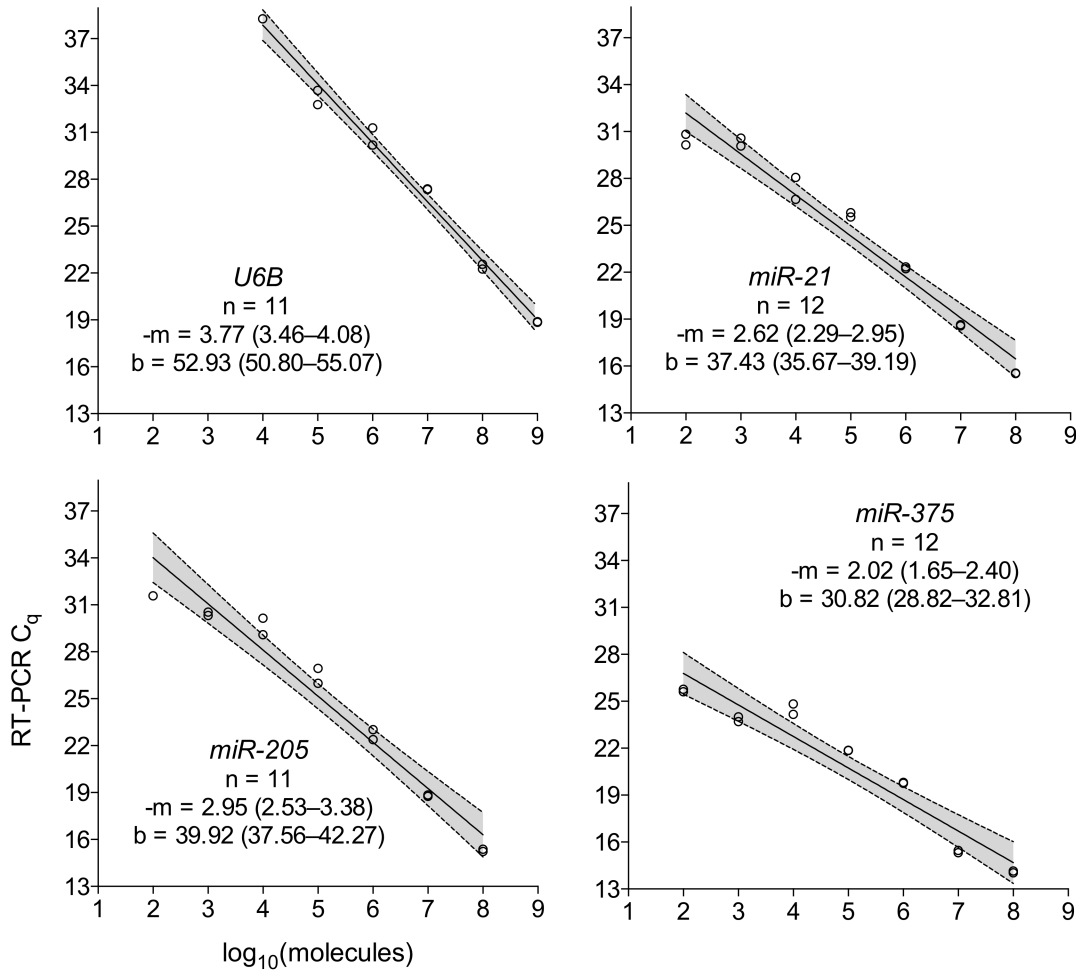 37
34
31
28
25
22
19
16
13
1 2 3 4 5 6 7 8 9
U6B
n = 11
-m = 3.77 (3.46–4.08)
b = 52.93 (50.80–55.07)
37
34
31
28
25
22
19
16
13
1 2 3 4 5 6 7 8 9
miR-21
n = 12
-m = 2.62 (2.29–2.95)
b = 37.43 (35.67–39.19)
RT-PCR Cq
37
34
31
28
25
22
19
16
13
1 2 3 4 5 6 7 8 9
miR-205
n = 11
-m = 2.95 (2.53–3.38)
b = 39.92 (37.56–42.27)
log10(molecules)
37
34
31
28
25
22
19
16
13
1 2 3 4 5 6 7 8 9
miR-375
n = 12
-m = 2.02 (1.65–2.40)
b = 30.82 (28.82–32.81)